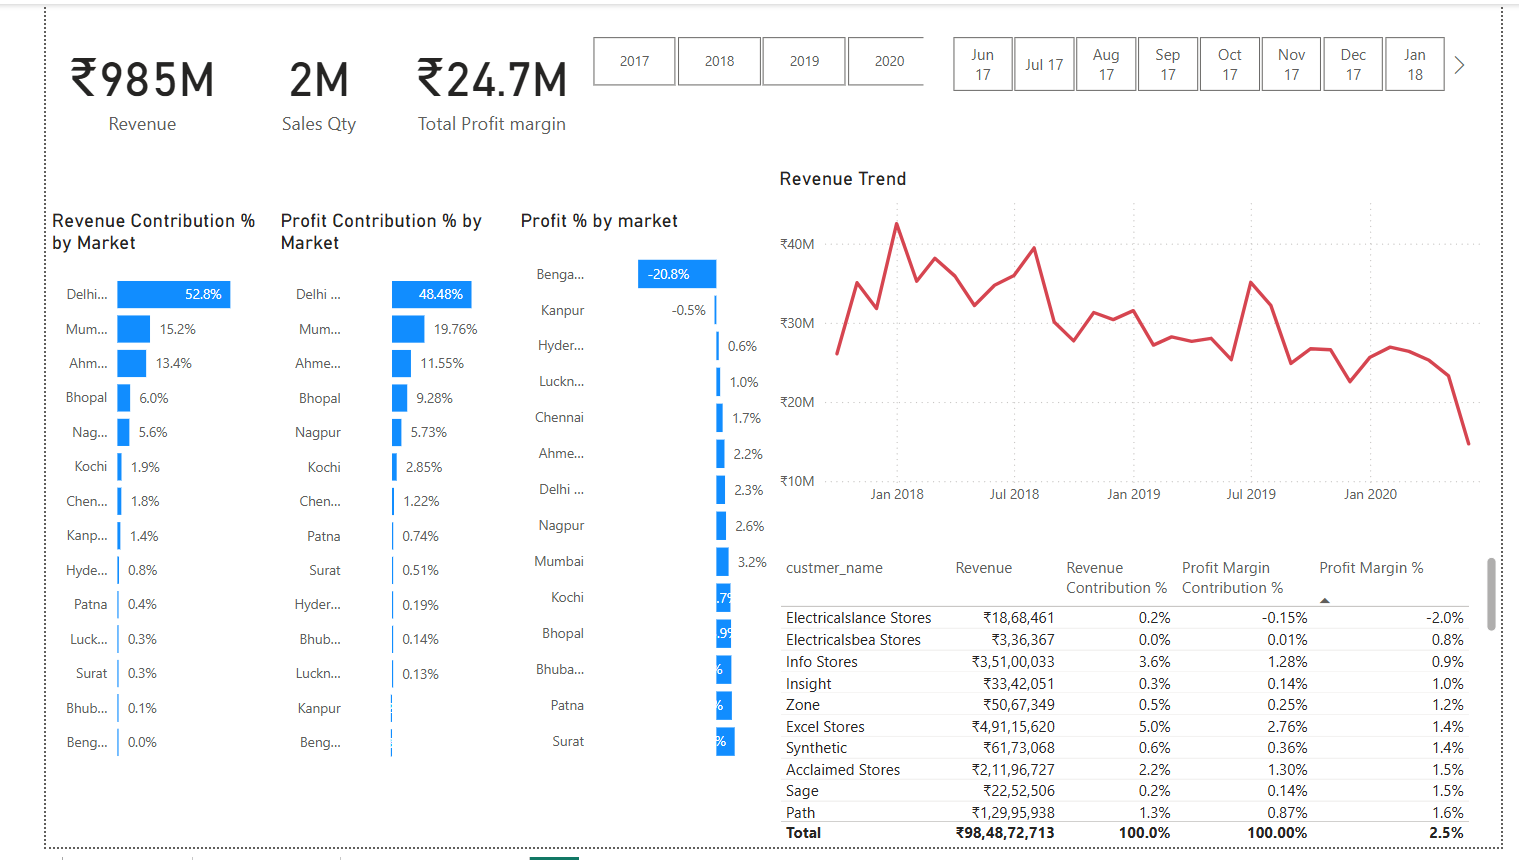 ₹985M
Revenue
2M
Sales Qty
₹24.7M
Total Profit margin
2017
2018
2019
2020
Jun
17
Jul 17
Aug
17
Sep
17
Oct
17
Nov
17
Dec
17
Jan
18
Revenue Contribution %
by Market
Delhi... 52.8%
Mum... 15.2%
Ahm... 13.4%
Bhopal 6.0%
Nag... 5.6%
Kochi 1.9%
Chen... 1.8%
Kanp... 1.4%
Hyde... 0.8%
Patna 0.4%
Luck... 0.3%
Surat 0.3%
Bhub... 0.1%
Beng... 0.0%
Profit Contribution % by
Market
Delhi ... 48.48%
Mum... 19.76%
Ahme... 11.55%
Bhopal 9.28%
Nagpur 5.73%
Kochi 2.85%
Chen... 1.22%
Patna 0.74%
Surat 0.51%
Hyder... 0.19%
Bhub... 0.14%
Luckn... 0.13%
Kanpur
Beng...
Profit % by market
Benga... -20.8%
Kanpur -0.5%
Hyder... 0.6%
Luckn... 1.0%
Chennai 1.7%
Ahme... 2.2%
Delhi ... 2.3%
Nagpur 2.6%
Mumbai 3.2%
Kochi .7%
Bhopal .9%
Bhuba... %
Patna %
Surat %
Revenue Trend
₹40M
₹30M
₹20M
₹10M
Jan 2018 Jul 2018 Jan 2019 Jul 2019 Jan 2020
custmer_name Revenue Revenue Profit Margin Profit Margin %
Contribution % Contribution %
Electricalslance Stores ₹18,68,461 0.2% -0.15% -2.0%
Electricalsbea Stores ₹3,36,367 0.0% 0.01% 0.8%
Info Stores ₹3,51,00,033 3.6% 1.28% 0.9%
Insight ₹33,42,051 0.3% 0.14% 1.0%
Zone ₹50,67,349 0.5% 0.25% 1.2%
Excel Stores ₹4,91,15,620 5.0% 2.76% 1.4%
Synthetic ₹61,73,068 0.6% 0.36% 1.4%
Acclaimed Stores ₹2,11,96,727 2.2% 1.30% 1.5%
Sage ₹22,52,506 0.2% 0.14% 1.5%
Path ₹1,29,95,938 1.3% 0.87% 1.6%
Total ₹98,48,72,713 100.0% 100.00% 2.5%